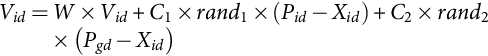 V_{id} = W × V_{id} + C_1 × rand_1 × (P_{id} − X_{id}) + C_2 × rand_2
× (P_{gd} − X_{id})